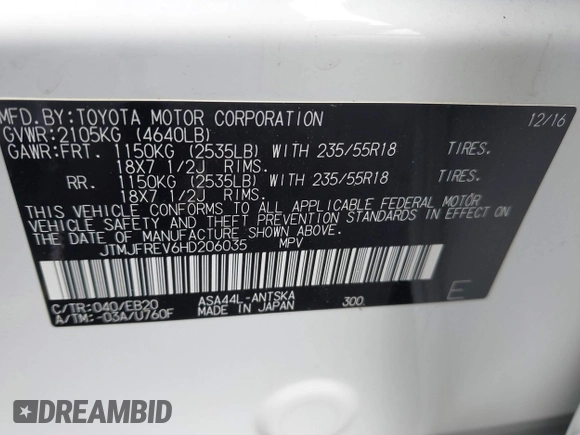 MFD.BY:TOYOTA MOTOR CORPORATION 12/16
GVWR:2105KG (4640LB)
GAWR:FRT. 1150KG (2535LB) WITH 235/55R18 TIRES.
18X7 1/2J RIMS.
RR. 1150KG (2535LB) WITH 235/55R18 TIRES.
18X7 1/2J RIMS.
THIS VEHICLE CONFORMS TO ALL APPLICABLE FEDERAL MOTOR
VEHICLE SAFETY AND THEFT PREVENTION STANDARDS IN EFFECT ON
THE DATE OF MANUFACTURE SHOWN ABOVE.
JTMJFREV6HD206035 MPV
C/TR:040/EB20 ASA44L-ANTSKA 300. E
A/TM:-03A/U760F MADE IN JAPAN
DREAMBID